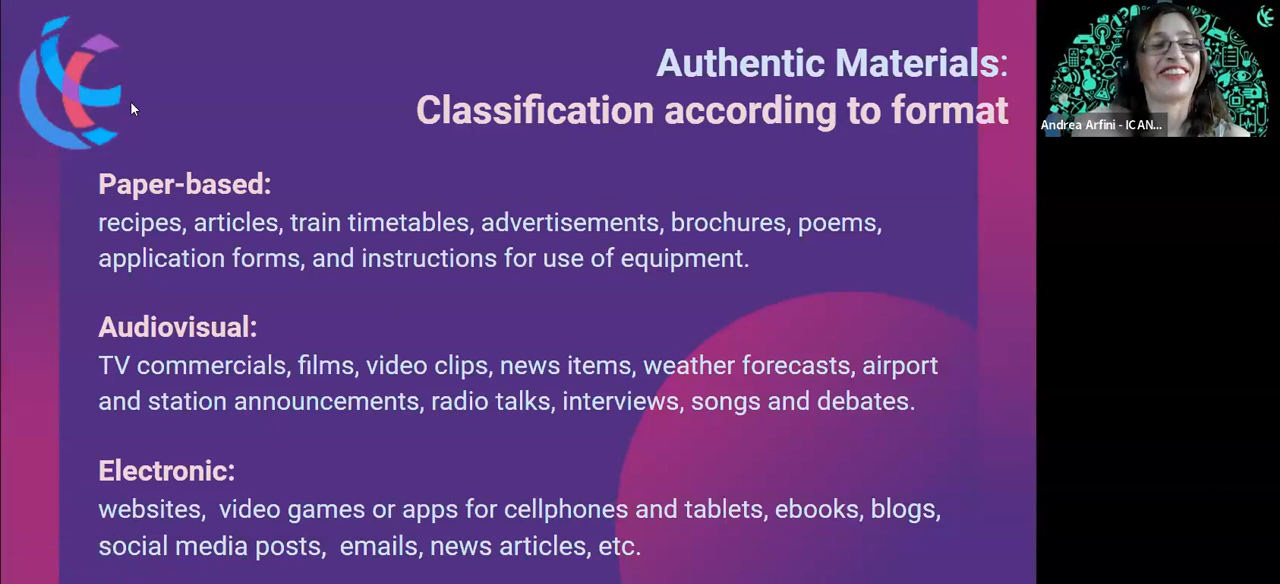 Authentic Materials:
Classification according to format
Andrea Arfini - ICAN...
Paper-based:
recipes, articles, train timetables, advertisements, brochures, poems,
application forms, and instructions for use of equipment.
Audiovisual:
TV commercials, films, video clips, news items, weather forecasts, airport
and station announcements, radio talks, interviews, songs and debates.
Electronic:
websites,  video games or apps for cellphones and tablets, ebooks, blogs,
social media posts,  emails, news articles, etc.